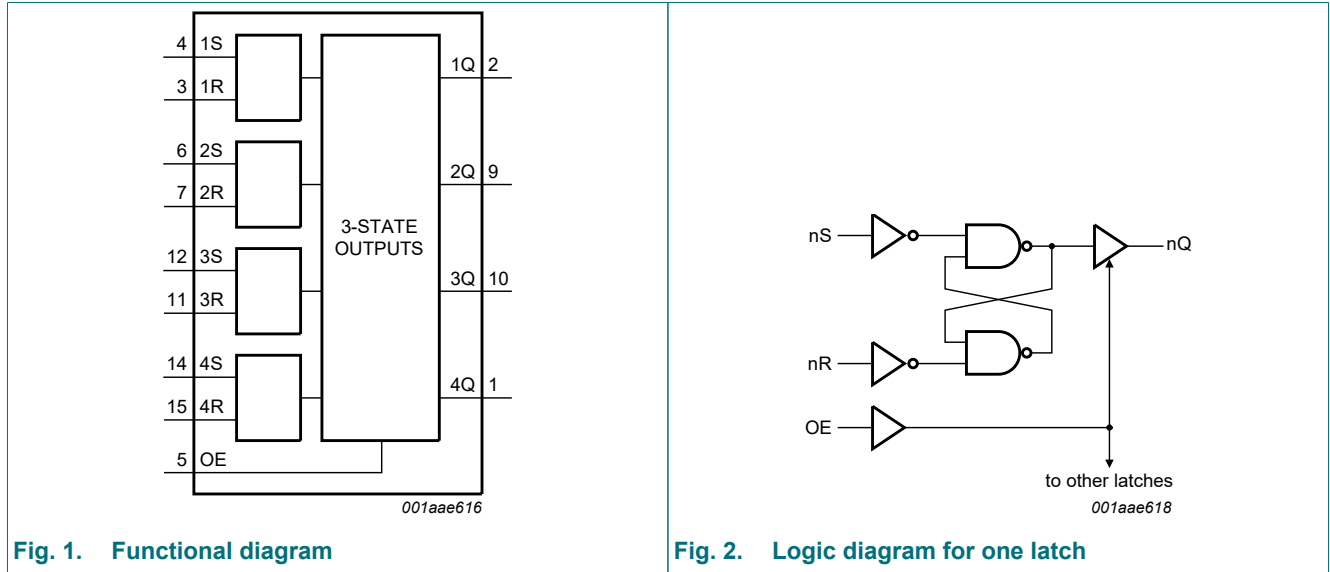 4 1S
3 1R
6 2S
7 2R
12 3S
11 3R
14 4S
15 4R
5 OE
3-STATE
OUTPUTS
1Q 2
2Q 9
3Q 10
4Q 1
001aae616
Fig. 1. Functional diagram
nS
nR
OE
nQ
to other latches
001aae618
Fig. 2. Logic diagram for one latch